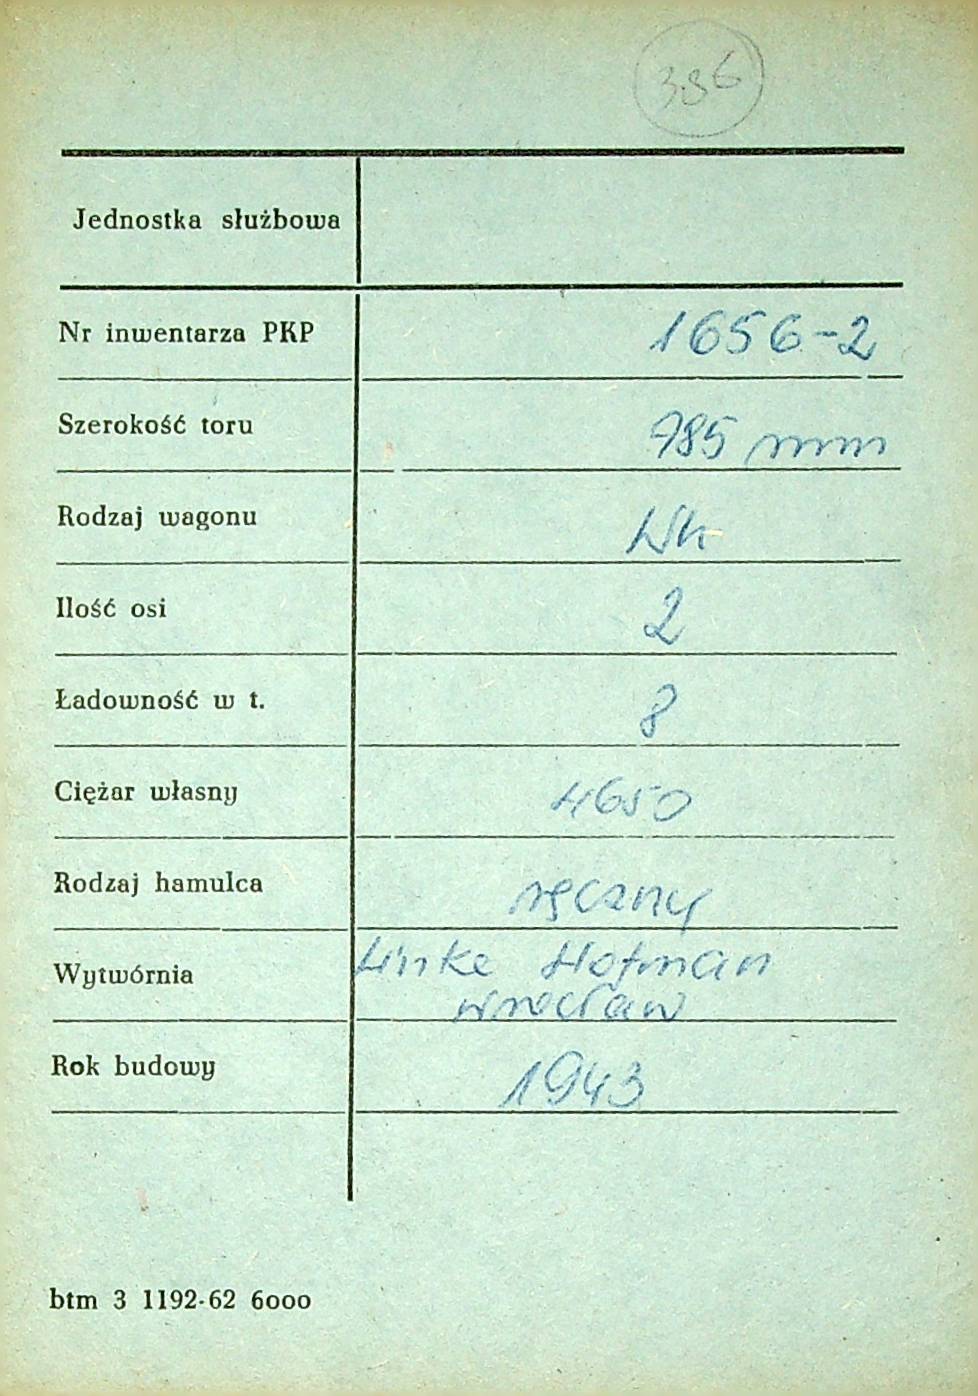 386
Jednostka służbowa
Nr inwentarza PKP 1656-2
Szerokość toru 785 mm
Rodzaj wagonu Wk
Ilość osi 2
Ładowność w t. 8
Ciężar własny 4650
Rodzaj hamulca ręczny
Wytwórnia Linke Hofman
wrocław
Rok budowy 1943
btm 3 1192-62 6000